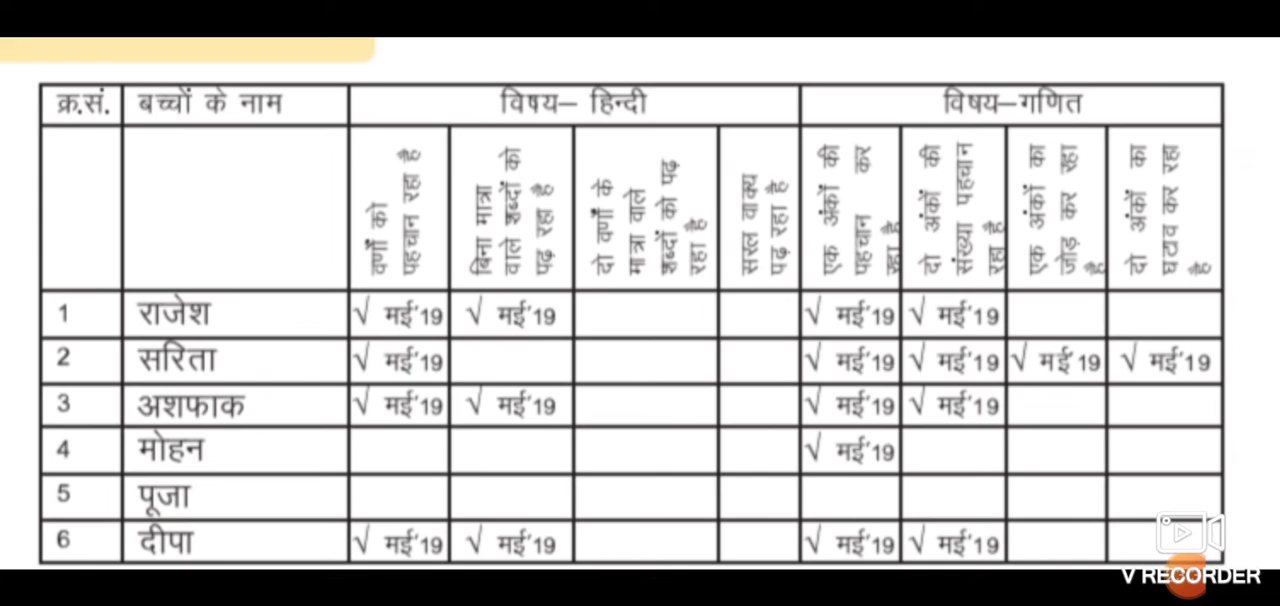 क्र.सं. बच्चों के नाम विषय– हिन्दी विषय–गणित
वर्णों को
पहचान रहा है
बिना मात्रा
वाले शब्दों को
पढ़ रहा है
दो वर्णों के
मात्रा वाले
शब्दों को पढ़
रहा है
सरल वाक्य
पढ़ रहा है
एक अंकों की
पहचान कर
रहा है
दो अंकों की
संख्या पहचान
रहा है
एक अंकों का
जोड़ कर रहा
है
दो अंकों का
घटाव कर रहा
है
1 राजेश √ मई'19 √ मई'19 √ मई'19 √ मई'19
2 सरिता √ मई'19 √ मई'19 √ मई'19 √ मई'19 √ मई'19
3 अशफाक √ मई'19 √ मई'19 √ मई'19 √ मई'19
4 मोहन √ मई'19
5 पूजा
6 दीपा √ मई'19 √ मई'19 √ मई'19 √ मई'19
V RECORDER